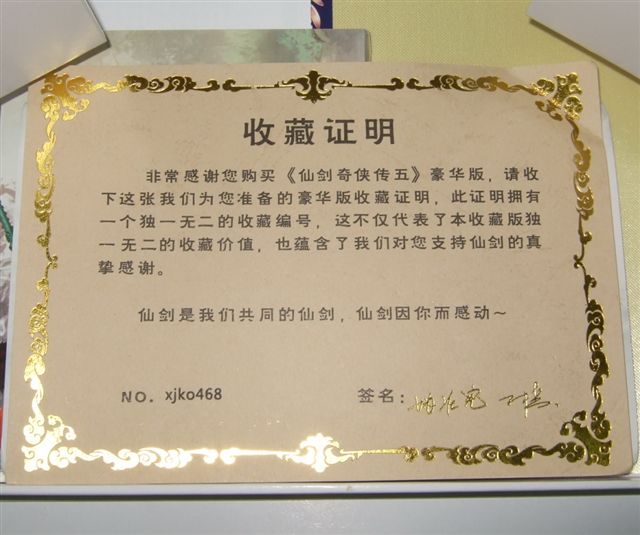 收藏证明
非常感谢您购买《仙剑奇侠传五》豪华版，请收
下这张我们为您准备的豪华版收藏证明，此证明拥有
一个独一无二的收藏编号，这不仅代表了本收藏版独
一无二的收藏价值，也蕴含了我们对您支持仙剑的真
挚感谢。
仙剑是我们共同的仙剑，仙剑因你而感动～
NO. xjko468 签名：